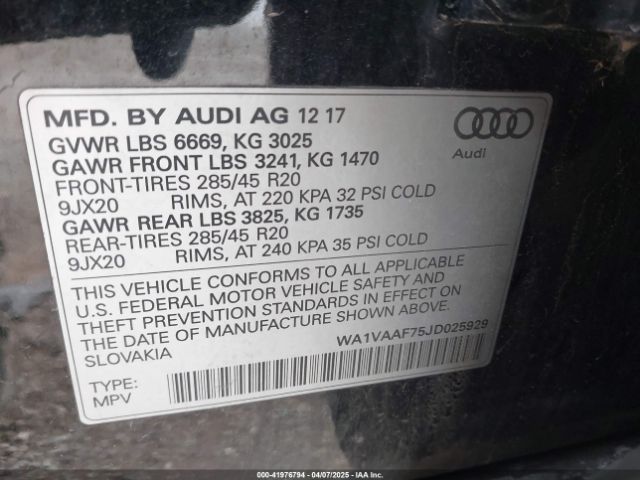 MFD. BY AUDI AG 12 17
GVWR LBS 6669, KG 3025
GAWR FRONT LBS 3241, KG 1470
FRONT-TIRES 285/45 R20
9JX20 RIMS, AT 220 KPA 32 PSI COLD
GAWR REAR LBS 3825, KG 1735
REAR-TIRES 285/45 R20
9JX20 RIMS, AT 240 KPA 35 PSI COLD
Audi
THIS VEHICLE CONFORMS TO ALL APPLICABLE
U.S. FEDERAL MOTOR VEHICLE SAFETY AND
THEFT PREVENTION STANDARDS IN EFFECT ON
THE DATE OF MANUFACTURE SHOWN ABOVE.
SLOVAKIA
WA1VAAF75JD025929
TYPE:
MPV
000-41976794 - 04/07/2025 - IAA Inc.